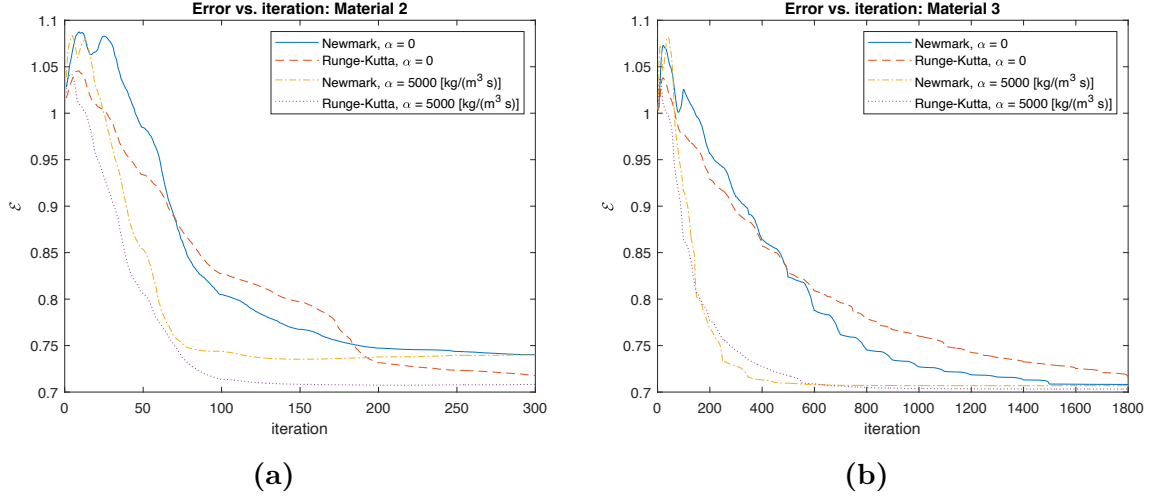 Error vs. iteration: Material 2
1.1
1.05
1
0.95
0.9
0.85
0.8
0.75
0.7
ℰ
0
50
100
150
200
250
300
iteration
Newmark, α = 0
Runge-Kutta, α = 0
Newmark, α = 5000 [kg/(m³ s)]
Runge-Kutta, α = 5000 [kg/(m³ s)]
(a)
Error vs. iteration: Material 3
1.1
1.05
1
0.95
0.9
0.85
0.8
0.75
0.7
ℰ
0
200
400
600
800
1000
1200
1400
1600
1800
iteration
Newmark, α = 0
Runge-Kutta, α = 0
Newmark, α = 5000 [kg/(m³ s)]
Runge-Kutta, α = 5000 [kg/(m³ s)]
(b)